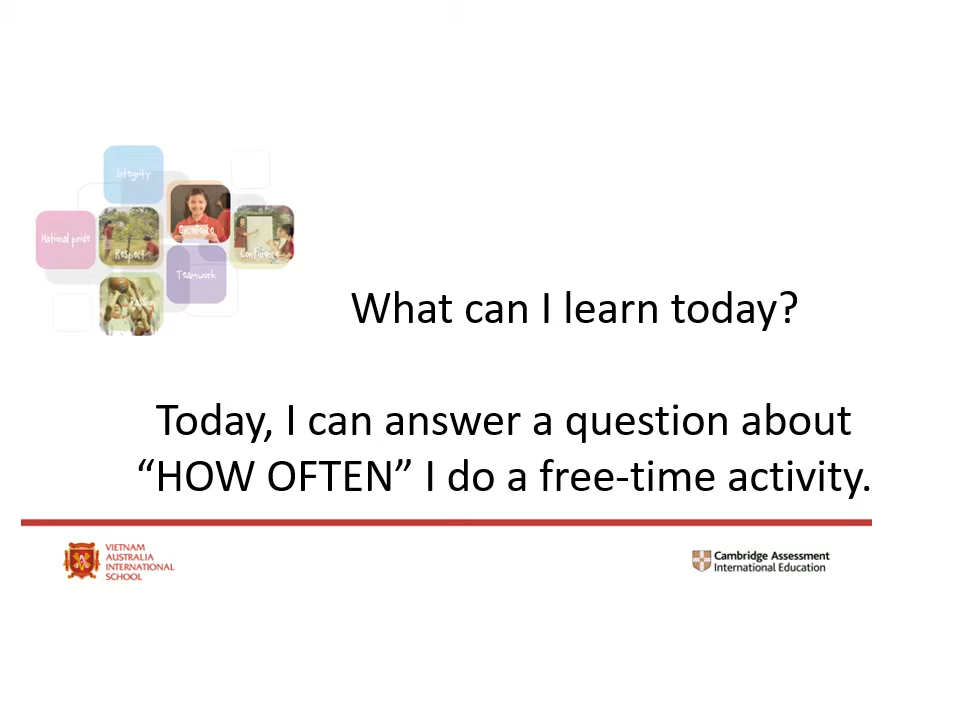 Integrity
National pride
Respect
Excellence
Confidence
Teamwork
What can I learn today?
Today, I can answer a question about
“HOW OFTEN” I do a free-time activity.
VIETNAM
AUSTRALIA
INTERNATIONAL
SCHOOL
Cambridge Assessment
International Education